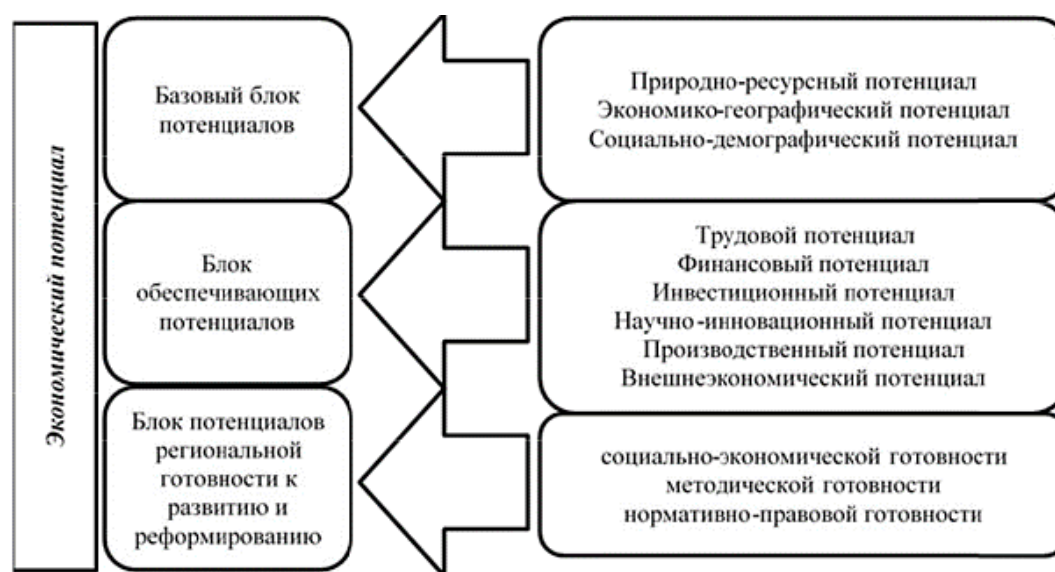 Экономический потенциал
Базовый блок
потенциалов
Природно-ресурсный потенциал
Экономико-географический потенциал
Социально-демографический потенциал
Блок
обеспечивающих
потенциалов
Трудовой потенциал
Финансовый потенциал
Инвестиционный потенциал
Научно-инновационный потенциал
Производственный потенциал
Внешнеэкономический потенциал
Блок потенциалов
региональной
готовности к
развитию и
реформированию
социально-экономической готовности
методической готовности
нормативно-правовой готовности